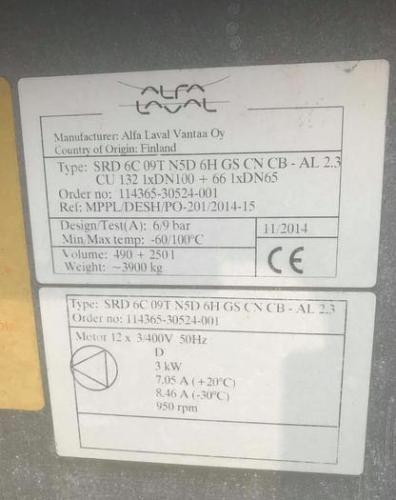 ALFA
LAVAL
Manufacturer: Alfa Laval Vantaa Oy
Country of Origin: Finland
Type: SRD 6C 09T N5D 6H GS CN CB - AL 2.3
CU 132 1xDN100 + 66 1xDN65
Order no: 114365-30524-001
Ref: MPPL/DESH/PO-201/2014-15
Design/Test(A): 6/9 bar
11/2014
Min/Max temp: -60/100°C
Volume: 490 + 250 l
CE
Weight: ~3900 kg
Type: SRD 6C 09T N5D 6H GS CN CB - AL 2.3
Order no: 114365-30524-001
Motor 12 x 3/400V 50Hz
D
3 kW
7.05 A (+20°C)
8.46 A (-30°C)
950 rpm